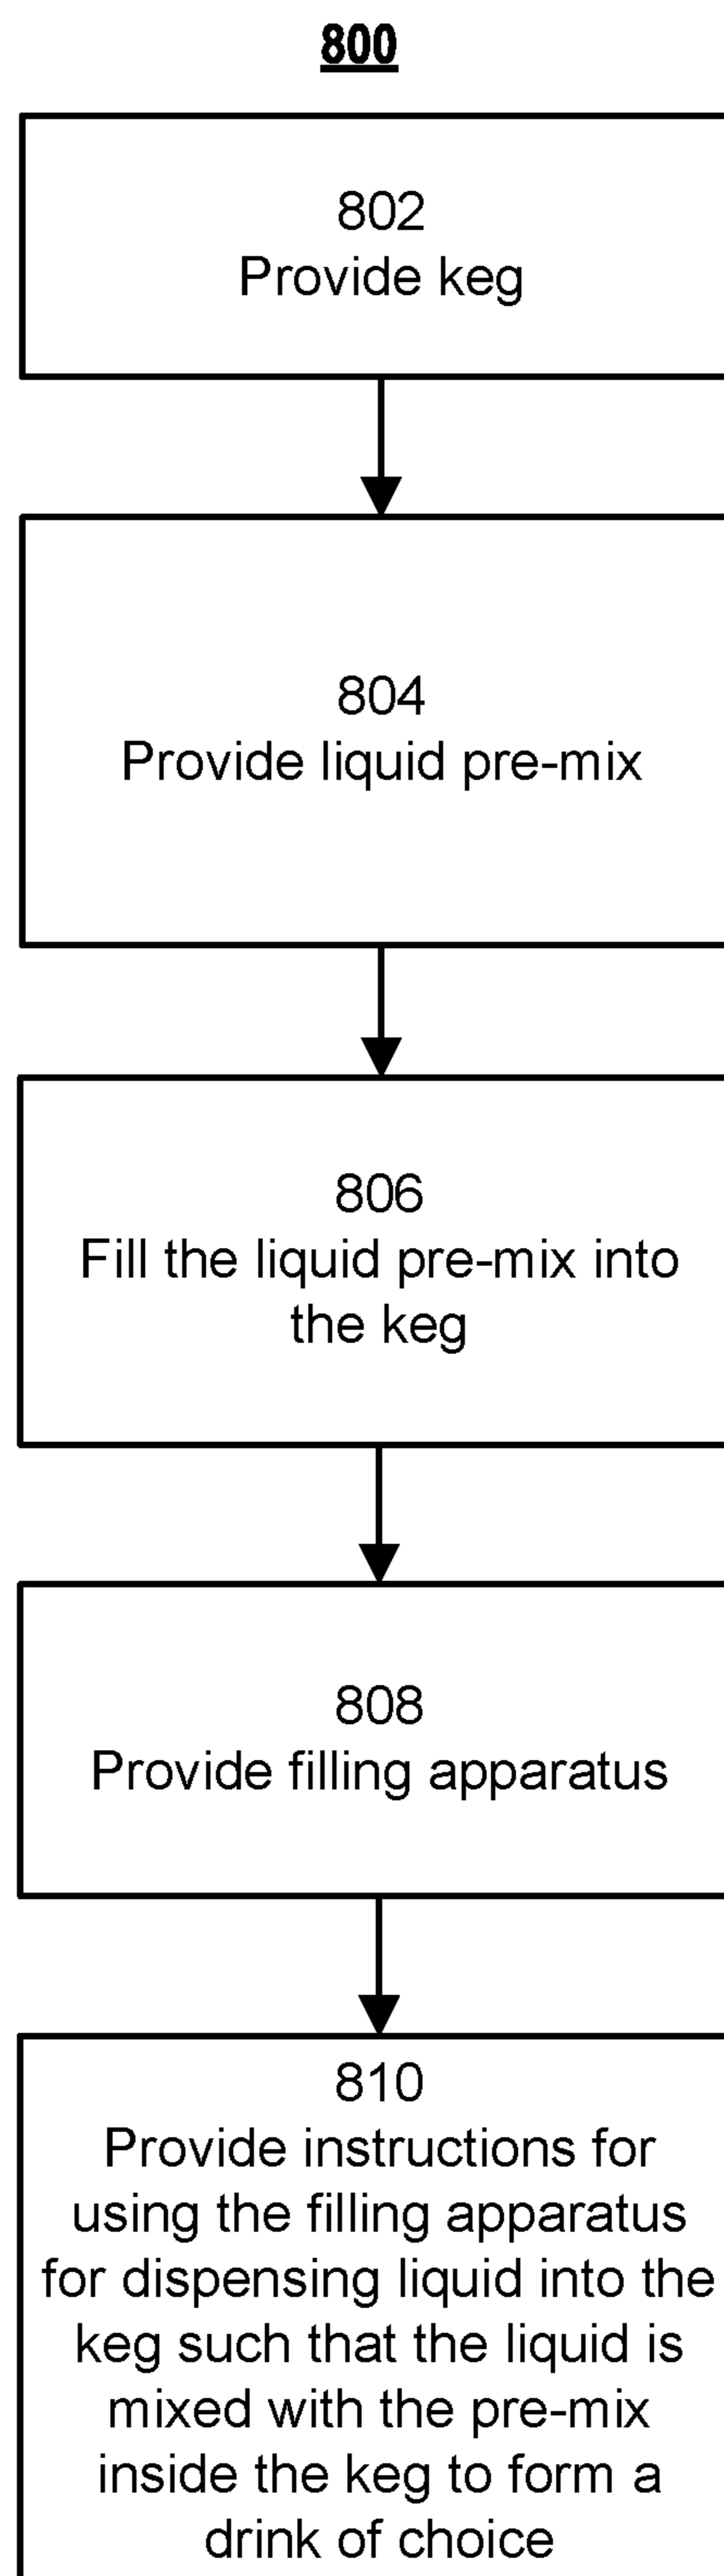 800
802
Provide keg
804
Provide liquid pre-mix
806
Fill the liquid pre-mix into
the keg
808
Provide filling apparatus
810
Provide instructions for
using the filling apparatus
for dispensing liquid into the
keg such that the liquid is
mixed with the pre-mix
inside the keg to form a
drink of choice